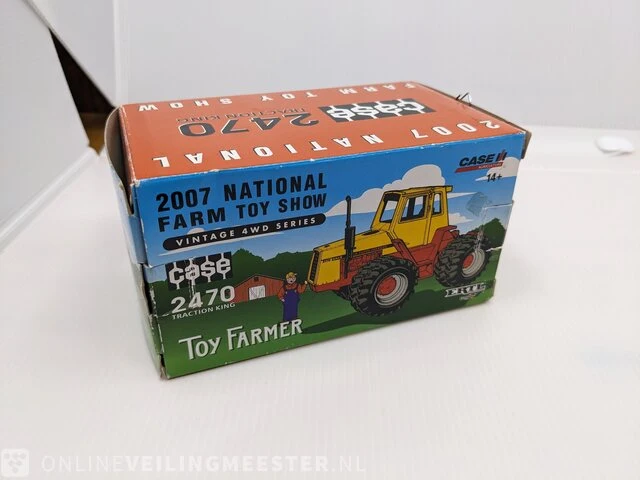 2007 NATIONAL
FARM TOY SHOW
case
2470
TRACTION KING
2007 NATIONAL
FARM TOY SHOW
VINTAGE 4WD SERIES
case
2470
TRACTION KING
TOY FARMER
CASE IH
14+
ERTL
ONLINEVEILINGMEESTER.NL